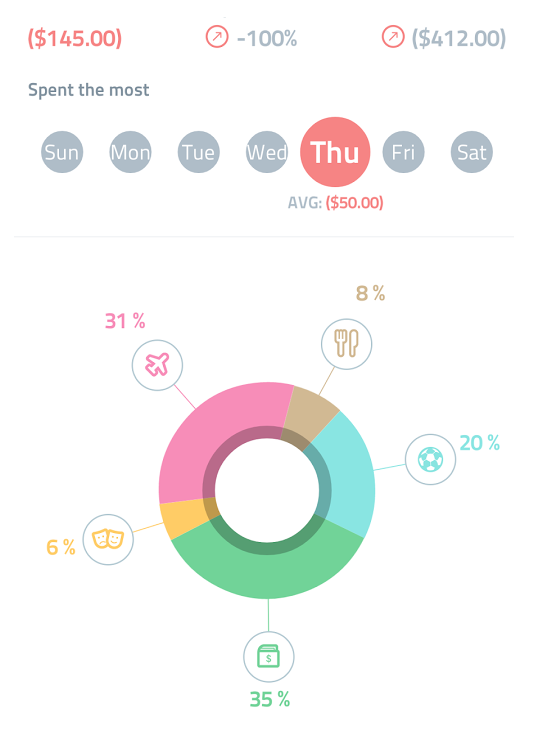 ($145.00) -100% ($412.00)
Spent the most
Sun Mon Tue Wed Thu Fri Sat
AVG: ($50.00)
8 %
31 %
20 %
6 %
$
35 %